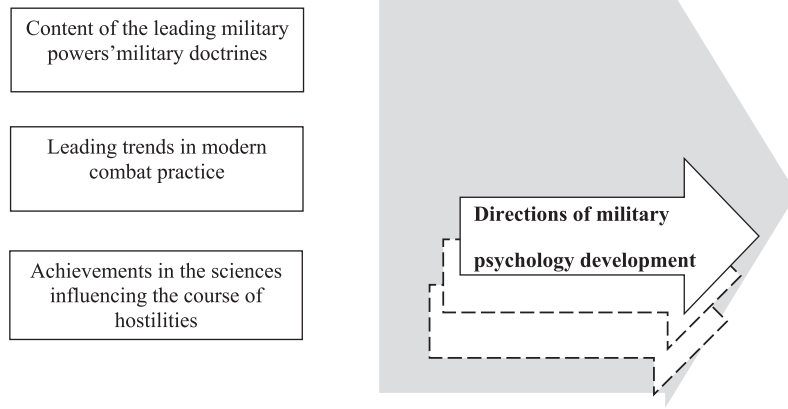 Content of the leading military
powers’military doctrines
Leading trends in modern
combat practice
Achievements in the sciences
influencing the course of
hostilities
Directions of military
psychology development